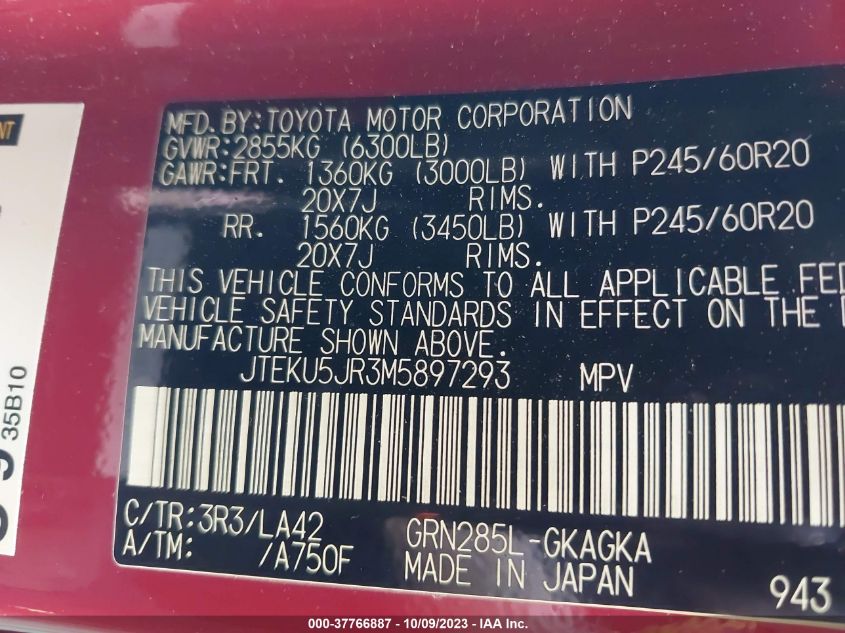 MFD.BY:TOYOTA MOTOR CORPORATION
GVWR:2855KG (6300LB)
GAWR:FRT. 1360KG (3000LB) WITH P245/60R20
20X7J RIMS.
RR. 1560KG (3450LB) WITH P245/60R20
20X7J RIMS.
THIS VEHICLE CONFORMS TO ALL APPLICABLE FED
VEHICLE SAFETY STANDARDS IN EFFECT ON THE
MANUFACTURE SHOWN ABOVE.
JTEKU5JR3M5897293 MPV
C/TR:3R3/LA42 GRN285L-GKAGKA
A/TM: /A750F MADE IN JAPAN 943
35B10
000-37766887 - 10/09/2023 - IAA Inc.